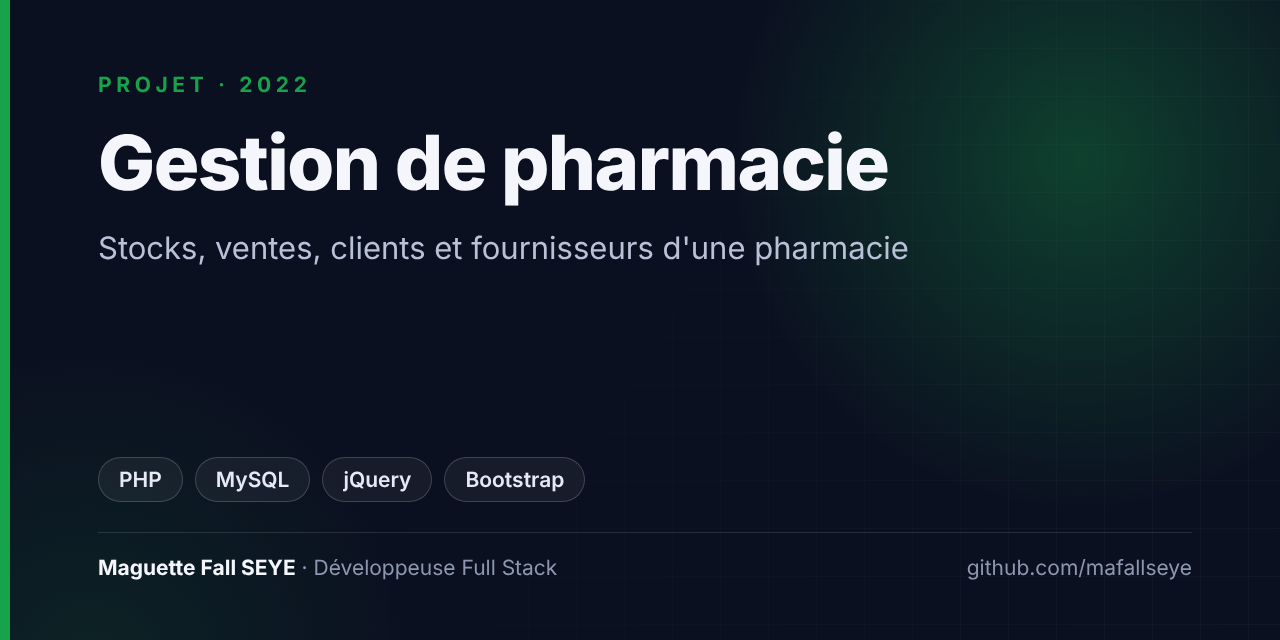 PROJET · 2022
Gestion de pharmacie
Stocks, ventes, clients et fournisseurs d'une pharmacie
PHP MySQL jQuery Bootstrap
Maguette Fall SEYE · Développeuse Full Stack github.com/mafallseye